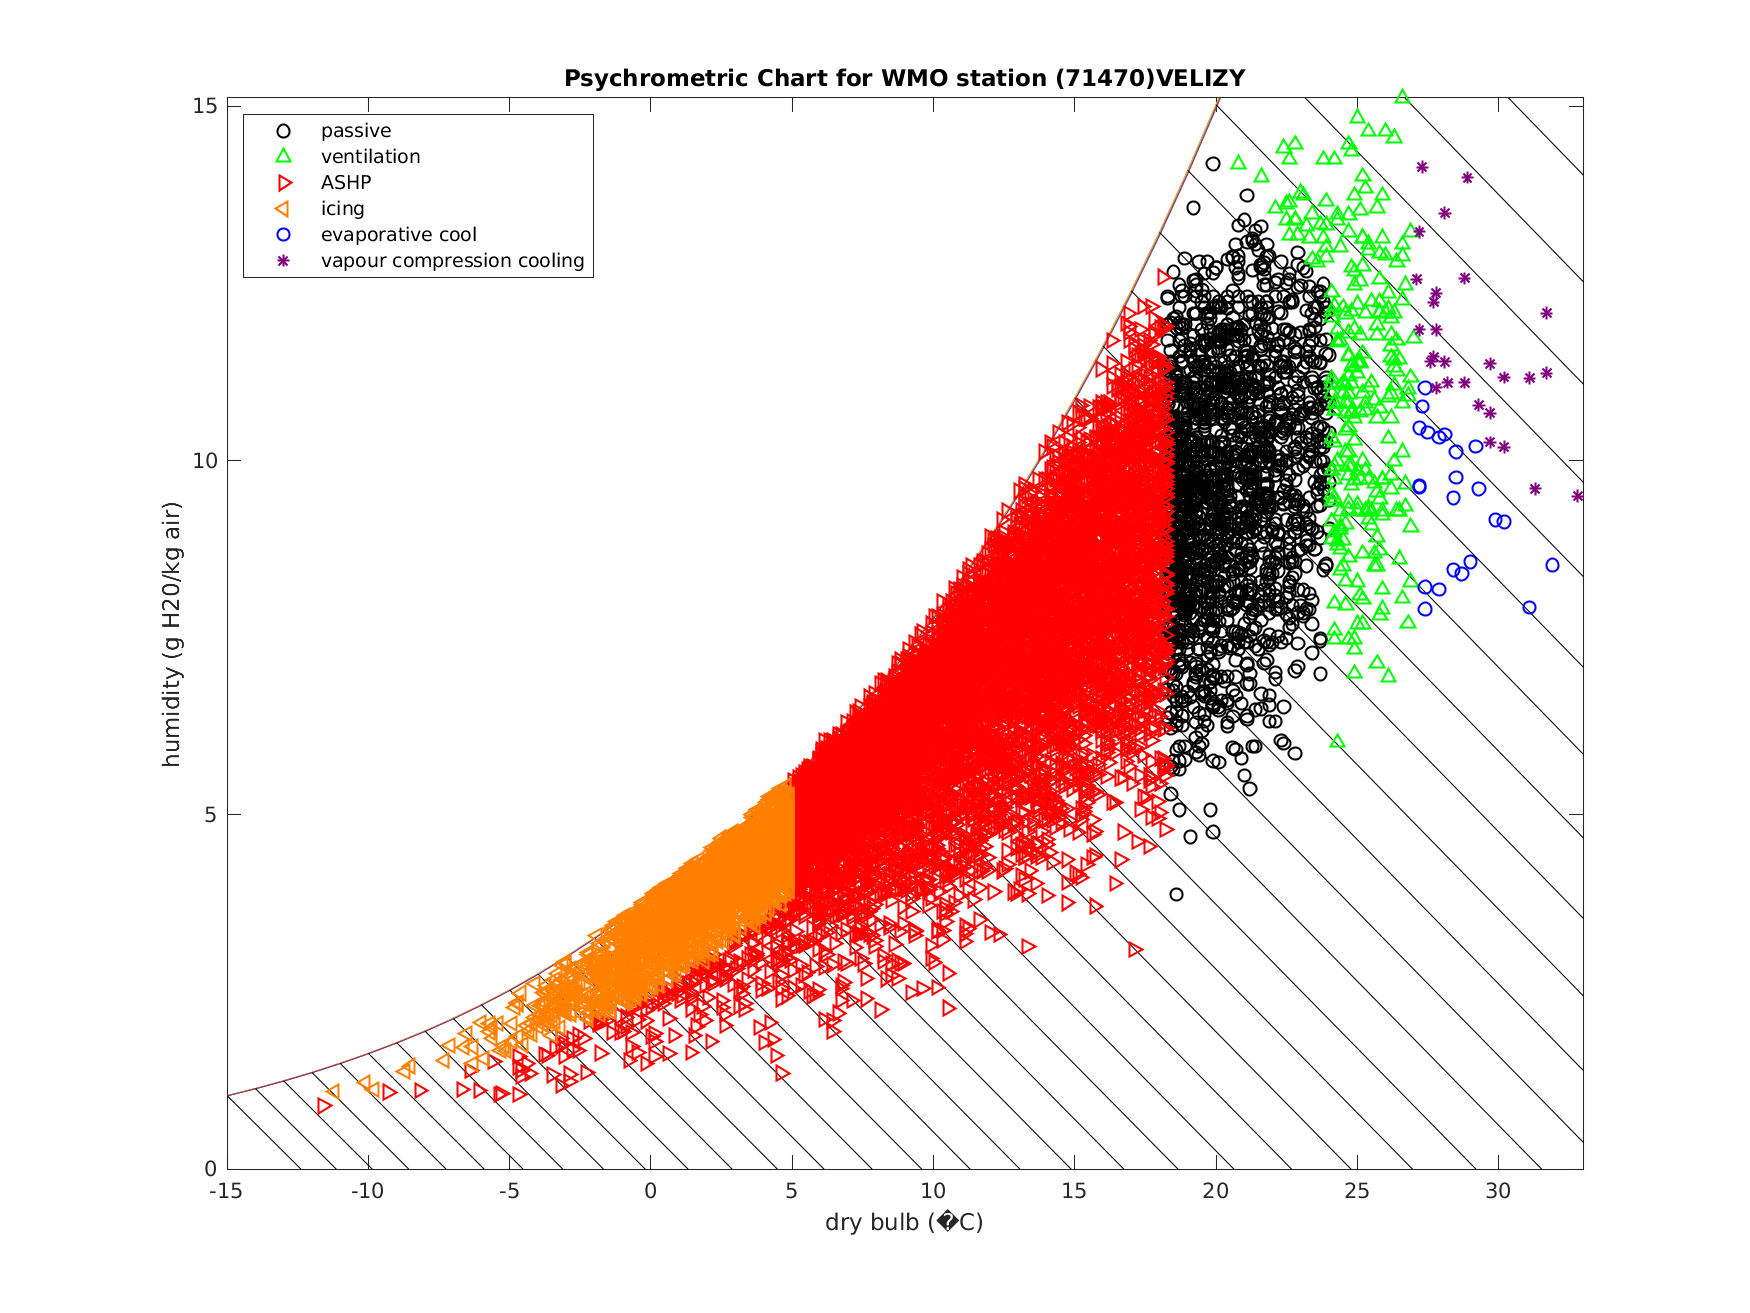 Psychrometric Chart for WMO station (71470)VELIZY
passive
ventilation
ASHP
icing
evaporative cool
vapour compression cooling
humidity (g H20/kg air)
15
10
5
0
-15 -10 -5 0 5 10 15 20 25 30
dry bulb (�C)